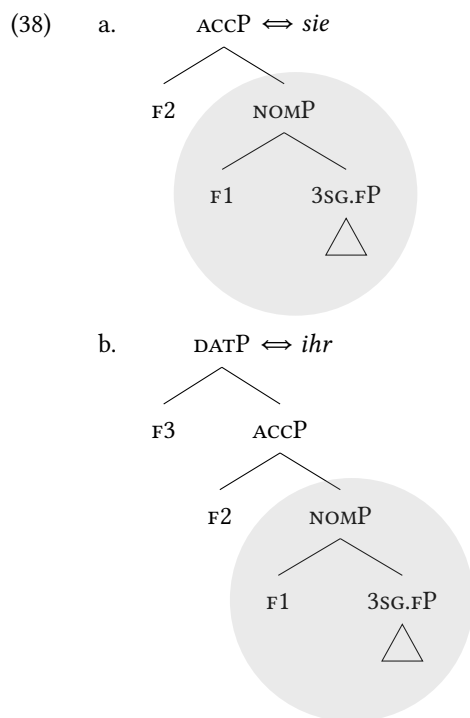 (38) a. ACCP ⇔ sie
F2 NOMP
F1 3SG.FP
b. DATP ⇔ ihr
F3 ACCP
F2 NOMP
F1 3SG.FP